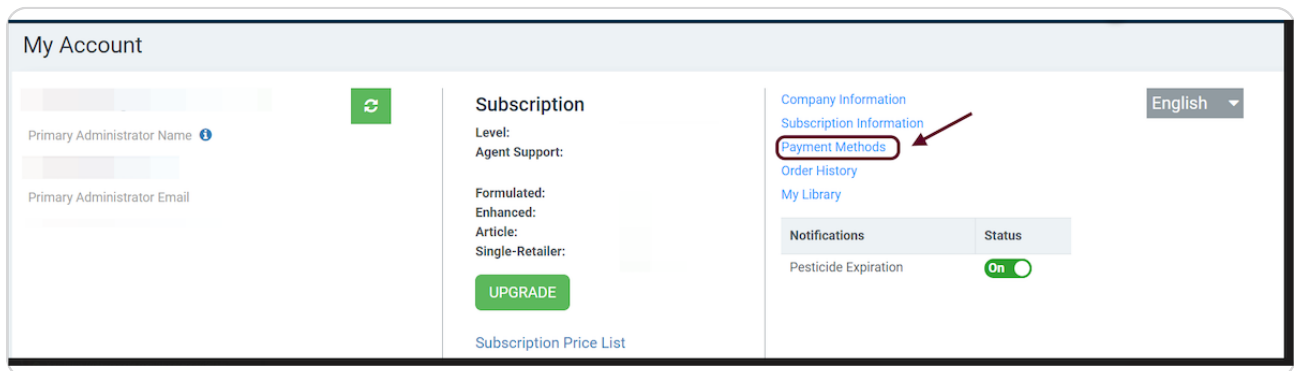 My Account
Primary Administrator Name
Primary Administrator Email
Subscription
Level:
Agent Support:
Formulated:
Enhanced:
Article:
Single-Retailer:
UPGRADE
Subscription Price List
Company Information
Subscription Information
Payment Methods
Order History
My Library
Notifications Status
Pesticide Expiration On
English